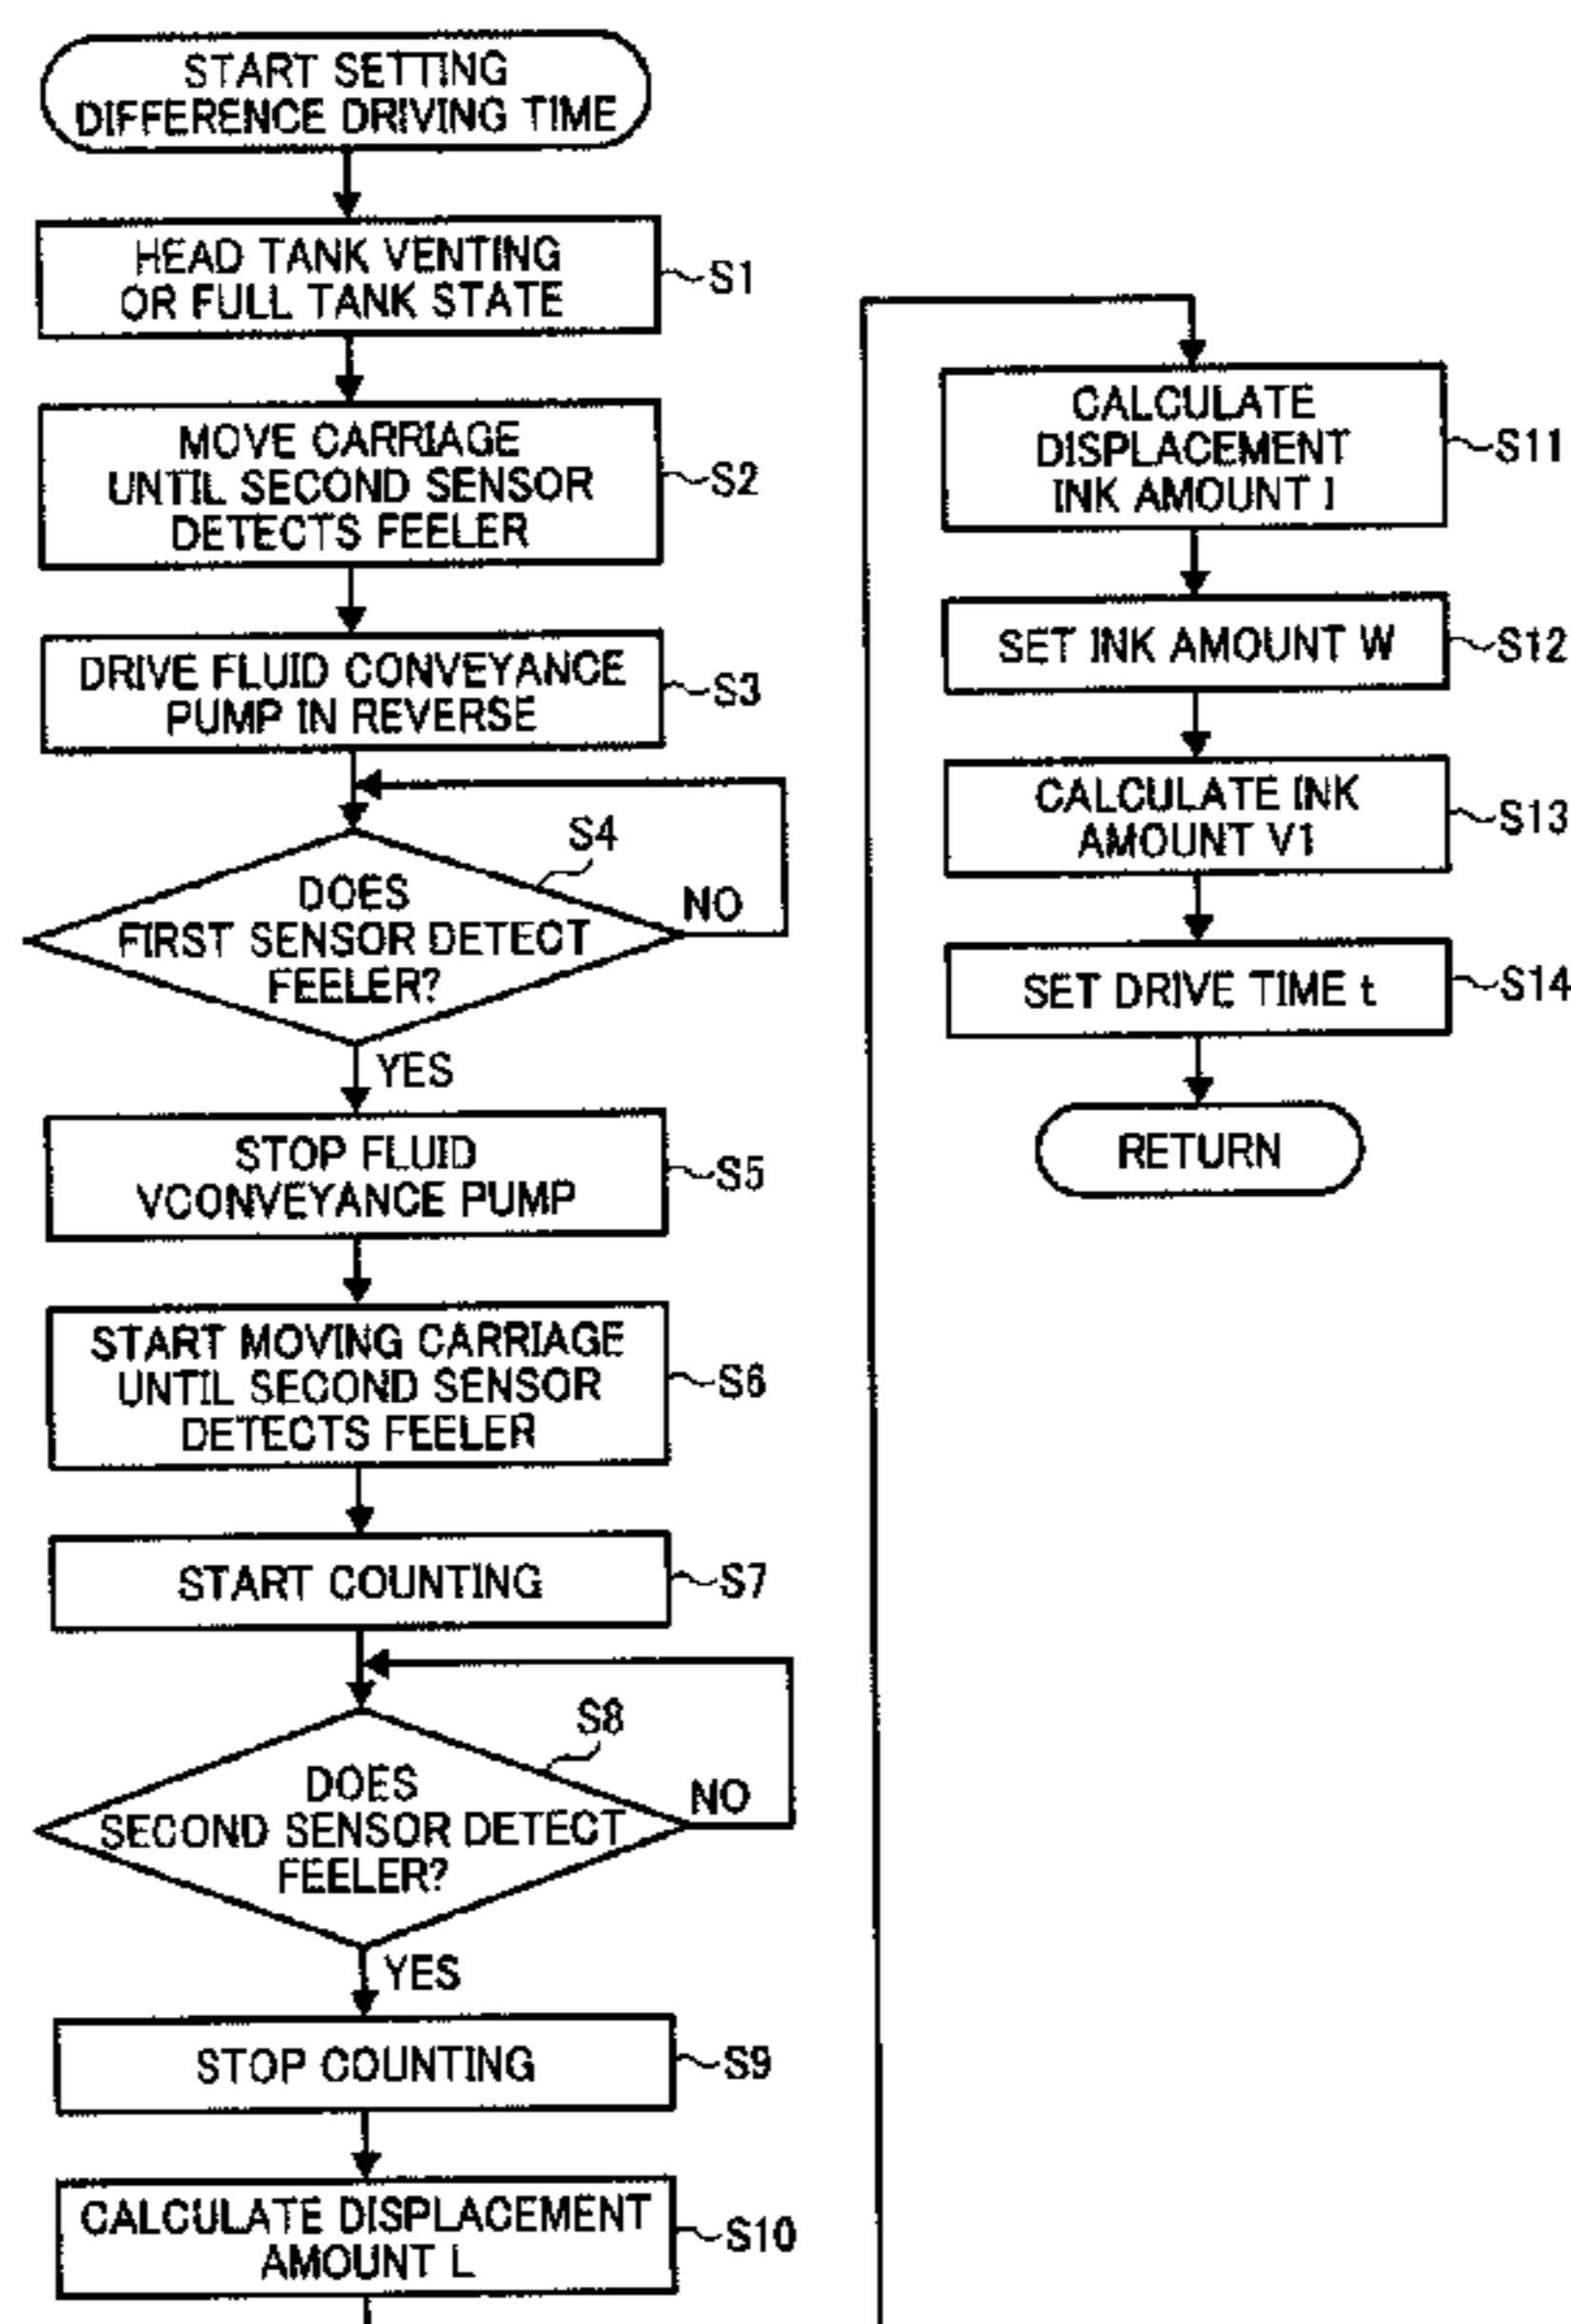 START SETTING
DIFFERENCE DRIVING TIME
HEAD TANK VENTING
OR FULL TANK STATE
S1
MOVE CARRIAGE
UNTIL SECOND SENSOR
DETECTS FEELER
S2
DRIVE FLUID CONVEYANCE
PUMP IN REVERSE
S3
S4
DOES
FIRST SENSOR DETECT
FEELER?
NO
YES
STOP FLUID
VCONVEYANCE PUMP
S5
START MOVING CARRIAGE
UNTIL SECOND SENSOR
DETECTS FEELER
S6
START COUNTING
S7
S8
DOES
SECOND SENSOR DETECT
FEELER?
NO
YES
STOP COUNTING
S9
CALCULATE DISPLACEMENT
AMOUNT L
S10
CALCULATE
DISPLACEMENT
INK AMOUNT I
S11
SET INK AMOUNT W
S12
CALCULATE INK
AMOUNT V1
S13
SET DRIVE TIME t
S14
RETURN